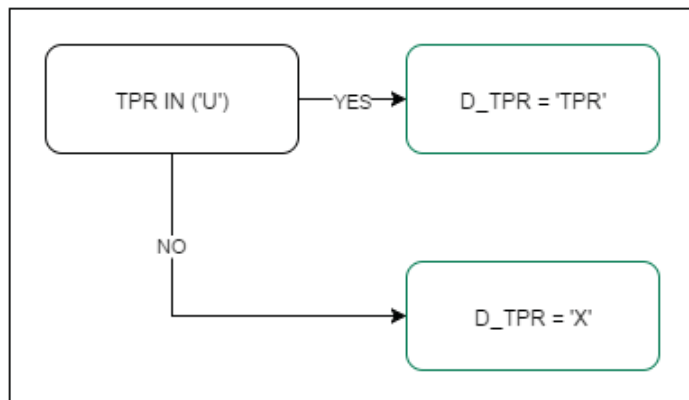 TPR IN ('U')
YES
D_TPR = 'TPR'
NO
D_TPR = 'X'